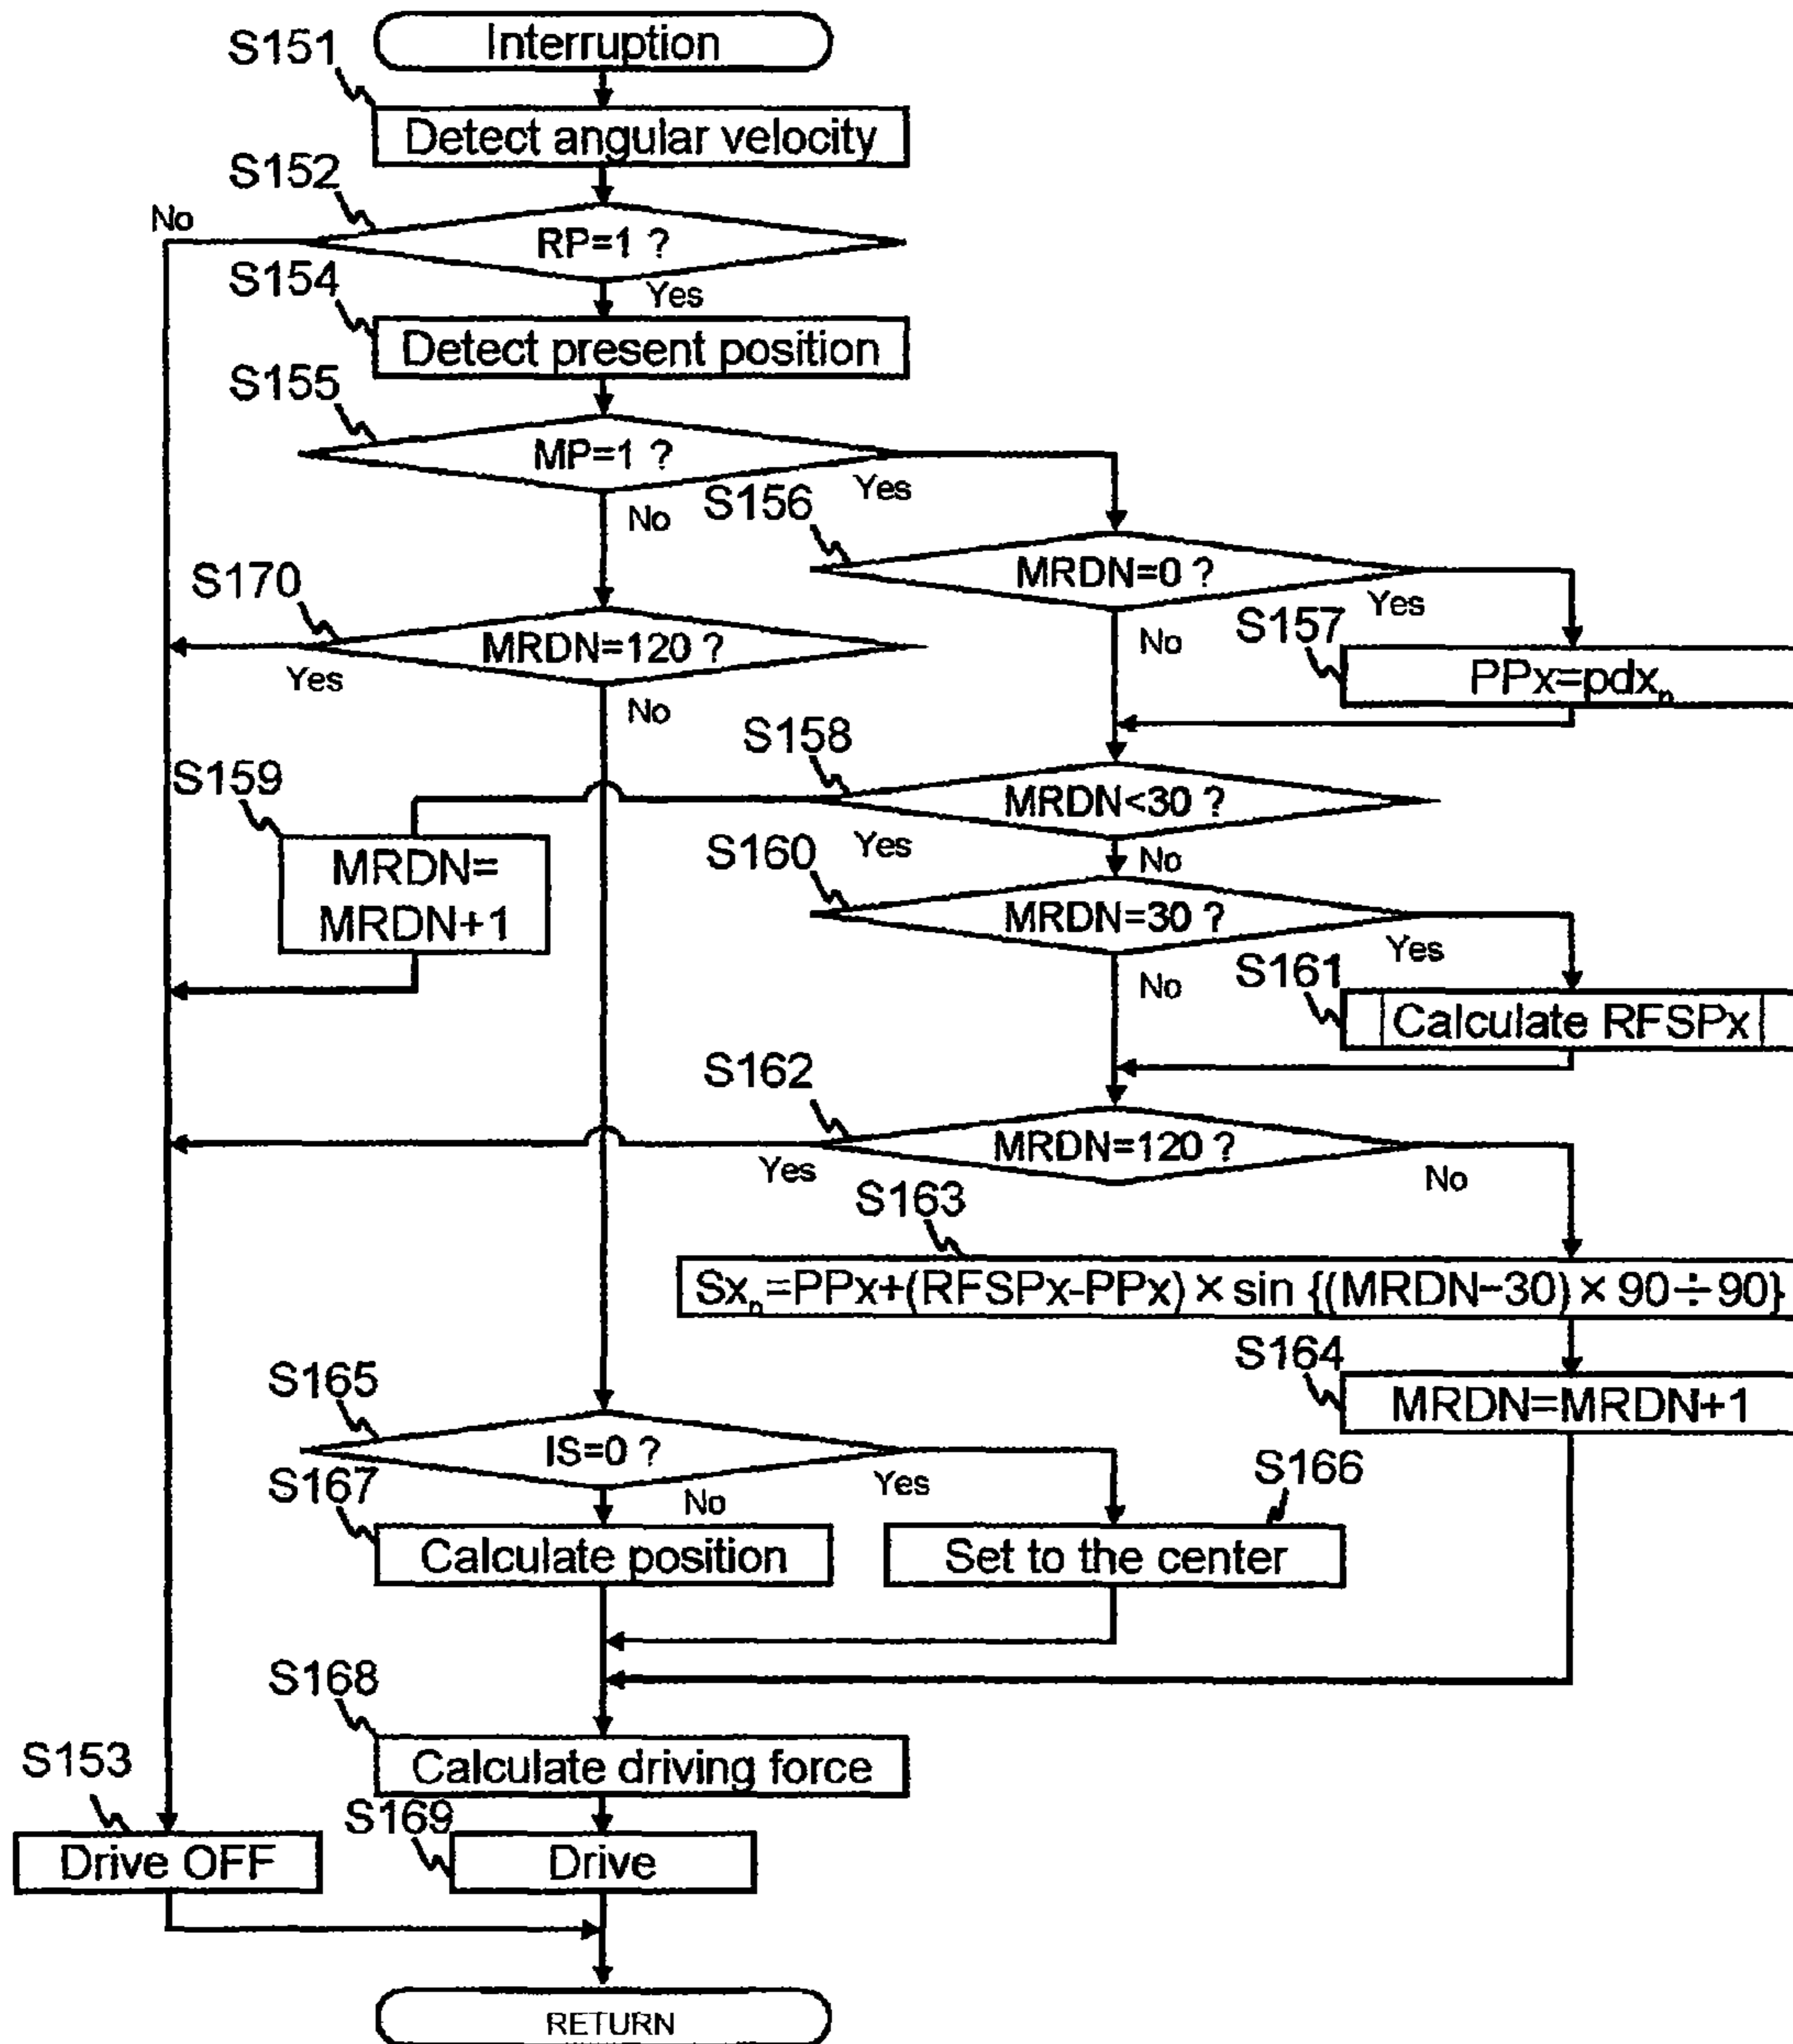 Interruption
S151
Detect angular velocity
S152
No
RP=1 ?
Yes
S154
Detect present position
S155
MP=1 ?
Yes
No
S156
MRDN=0 ?
Yes
No
S170
MRDN=120 ?
Yes
No
S157
PPx=pdxn
S158
MRDN<30 ?
Yes
No
S159
MRDN=
MRDN+1
S160
MRDN=30 ?
Yes
No
S161
Calculate RFSPx
S162
MRDN=120 ?
Yes
No
S163
Sxn=PPx+(RFSPx-PPx)×sin {(MRDN-30)×90÷90}
S164
MRDN=MRDN+1
S165
IS=0 ?
Yes
No
S166
Set to the center
S167
Calculate position
S168
Calculate driving force
S153
Drive OFF
S169
Drive
RETURN